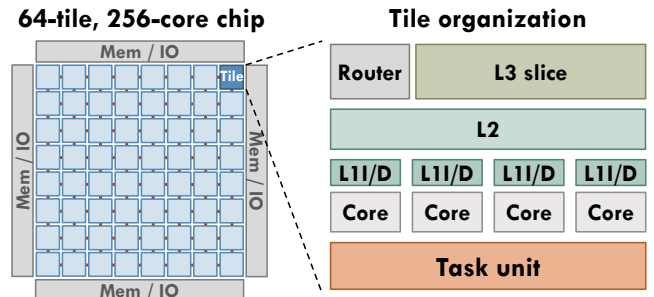 64-tile, 256-core chip
Mem / IO
Mem / IO
Tile
Mem / IO
Mem / IO
Tile organization
Router
L3 slice
L2
L1I/D
L1I/D
L1I/D
L1I/D
Core
Core
Core
Core
Task unit